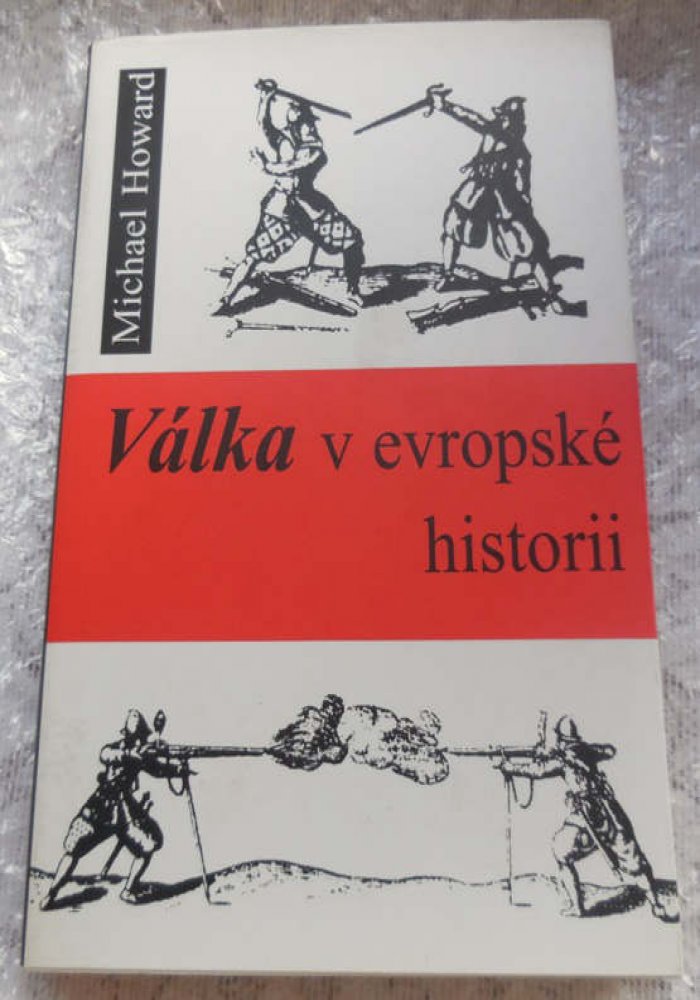 Michael Howard
Válka v evropské
historii